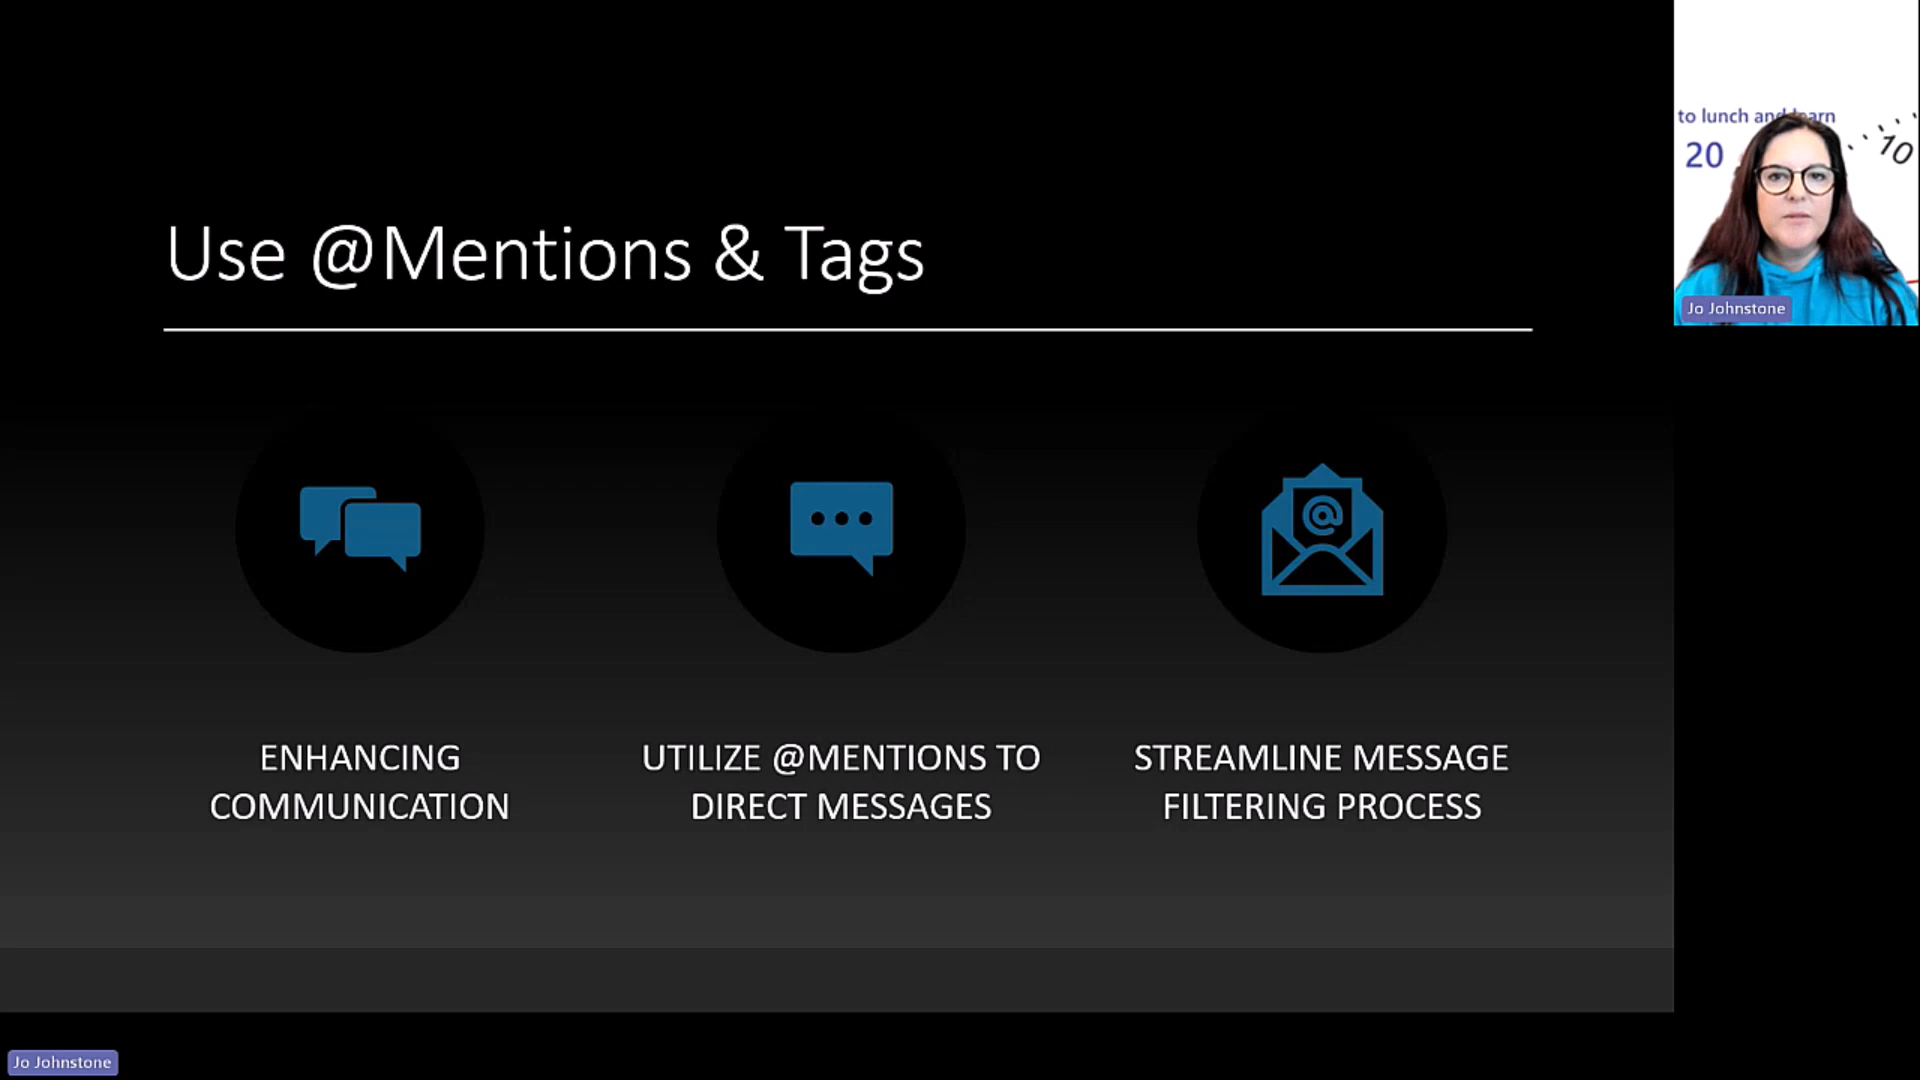 Use @Mentions & Tags
ENHANCING
COMMUNICATION
UTILIZE @MENTIONS TO
DIRECT MESSAGES
STREAMLINE MESSAGE
FILTERING PROCESS
to lunch and learn
20
10
Jo Johnstone
Jo Johnstone